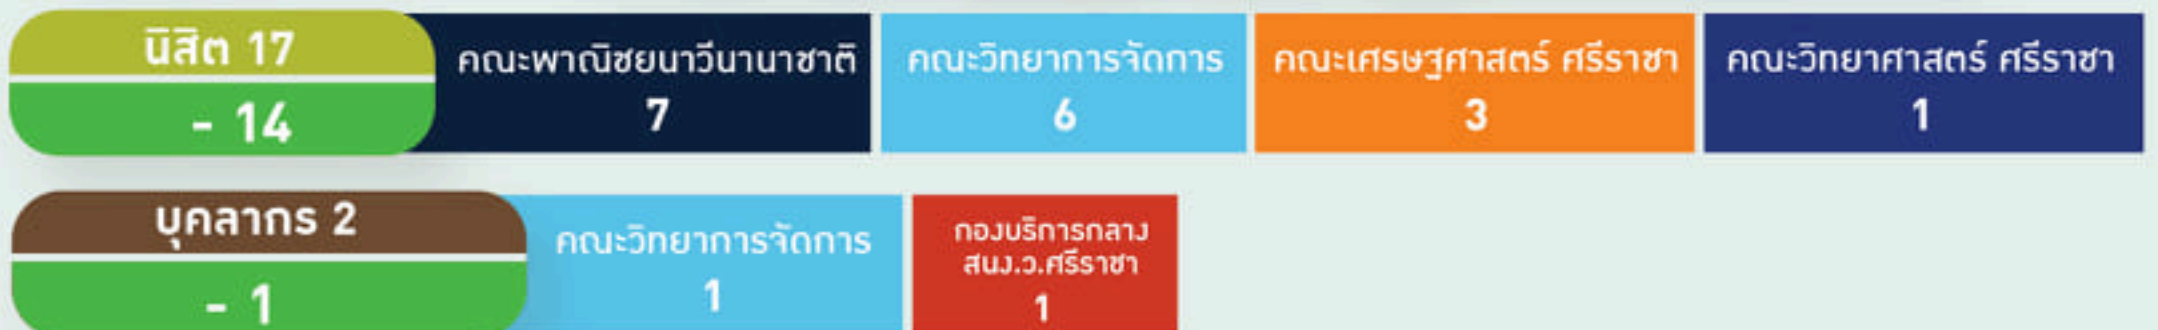 นิสิต 17
- 14
คณะพาณิชยนาวีนานาชาติ
7
คณะวิทยาการจัดการ
6
คณะเศรษฐศาสตร์ ศรีราชา
3
คณะวิทยาศาสตร์ ศรีราชา
1
บุคลากร 2
- 1
คณะวิทยาการจัดการ
1
กองบริการกลาง
สนง.ว.ศรีราชา
1